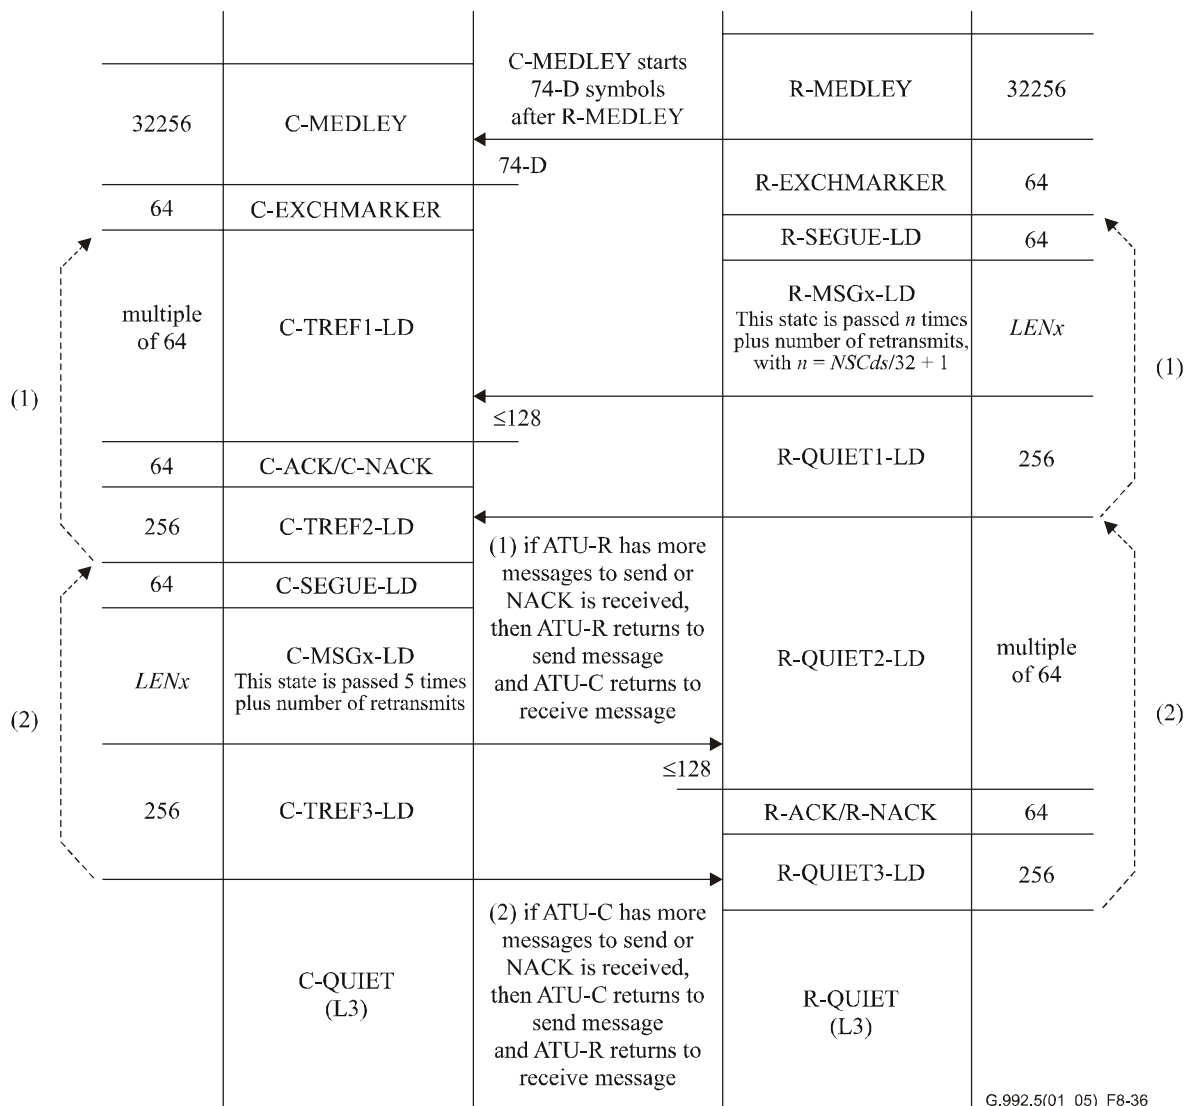 C-MEDLEY starts
74-D symbols
after R-MEDLEY
R-MEDLEY
32256
32256
C-MEDLEY
74-D
R-EXCHMARKER
64
64
C-EXCHMARKER
R-SEGUE-LD
64
multiple
of 64
C-TREF1-LD
R-MSGx-LD
This state is passed n times
plus number of retransmits,
with n = NSCds/32 + 1
LENx
(1)
(1)
≤128
64
C-ACK/C-NACK
R-QUIET1-LD
256
256
C-TREF2-LD
(1) if ATU-R has more
messages to send or
NACK is received,
then ATU-R returns to
send message
and ATU-C returns to
receive message
64
C-SEGUE-LD
LENx
C-MSGx-LD
This state is passed 5 times
plus number of retransmits
R-QUIET2-LD
multiple
of 64
(2)
(2)
≤128
256
C-TREF3-LD
R-ACK/R-NACK
64
R-QUIET3-LD
256
(2) if ATU-C has more
messages to send or
NACK is received,
then ATU-C returns to
send message
and ATU-R returns to
receive message
C-QUIET
(L3)
R-QUIET
(L3)
G.992.5(01_05)_F8-36